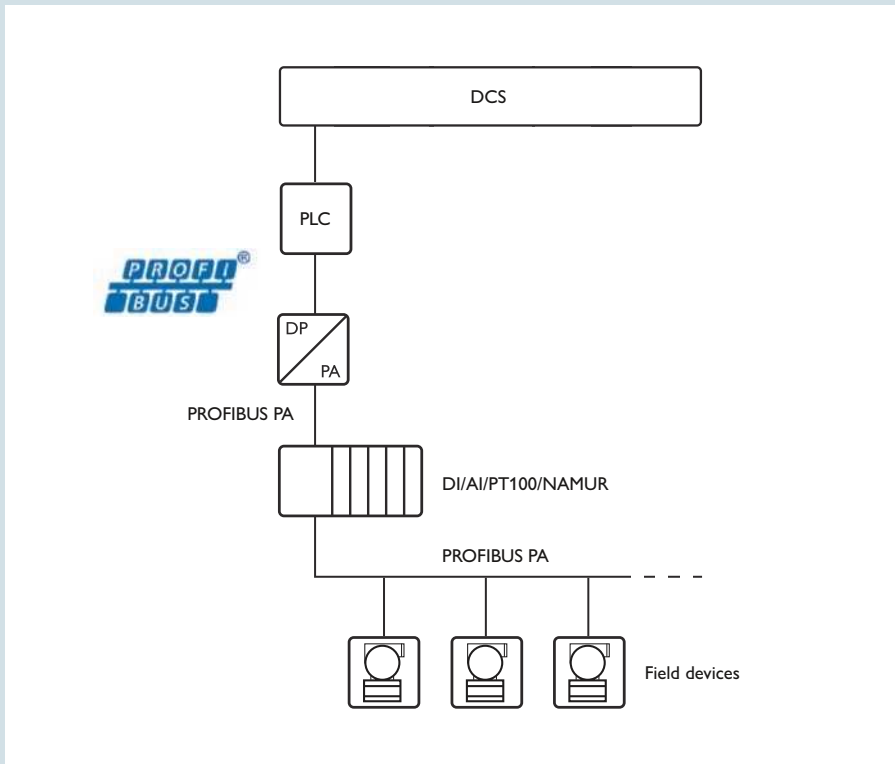 DCS
PLC
PROFI®
BUS
DP
PA
PROFIBUS PA
DI/AI/PT100/NAMUR
PROFIBUS PA
Field devices